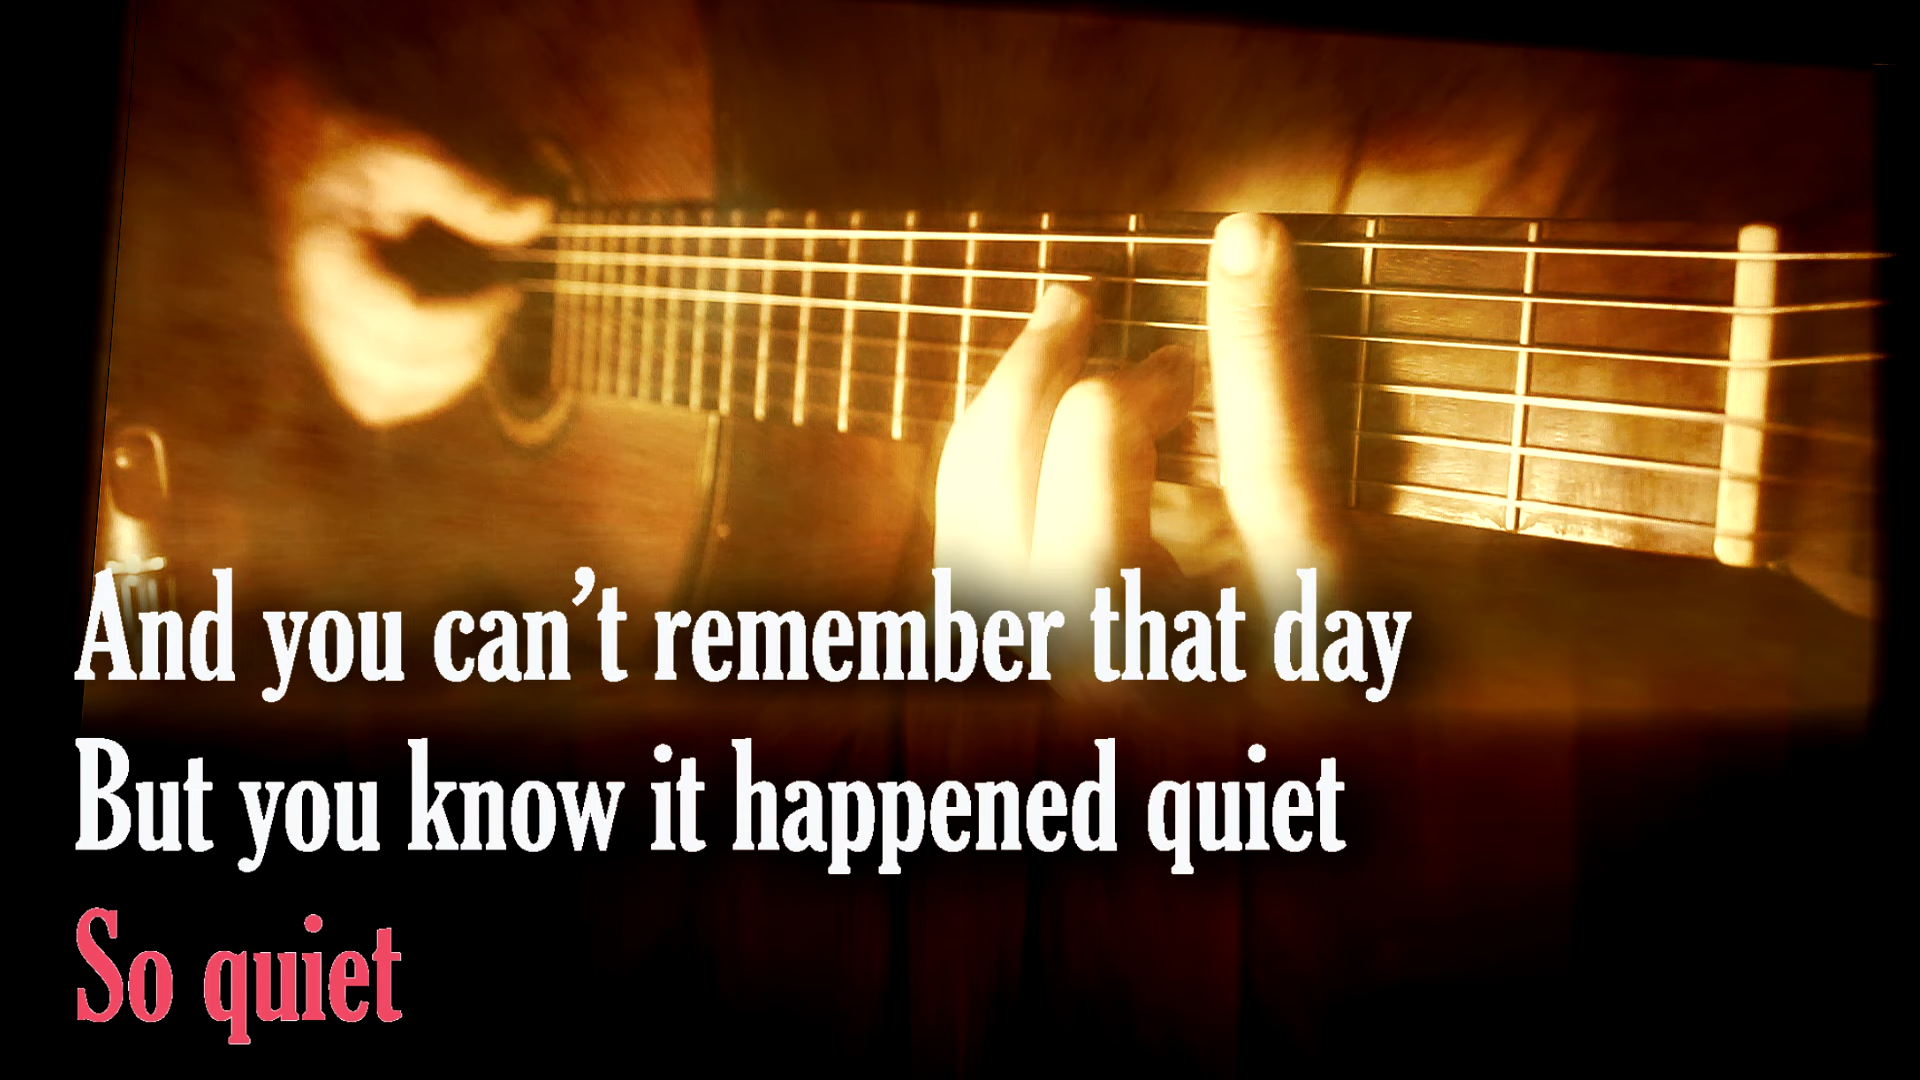 And you can’t remember that day
But you know it happened quiet
So quiet